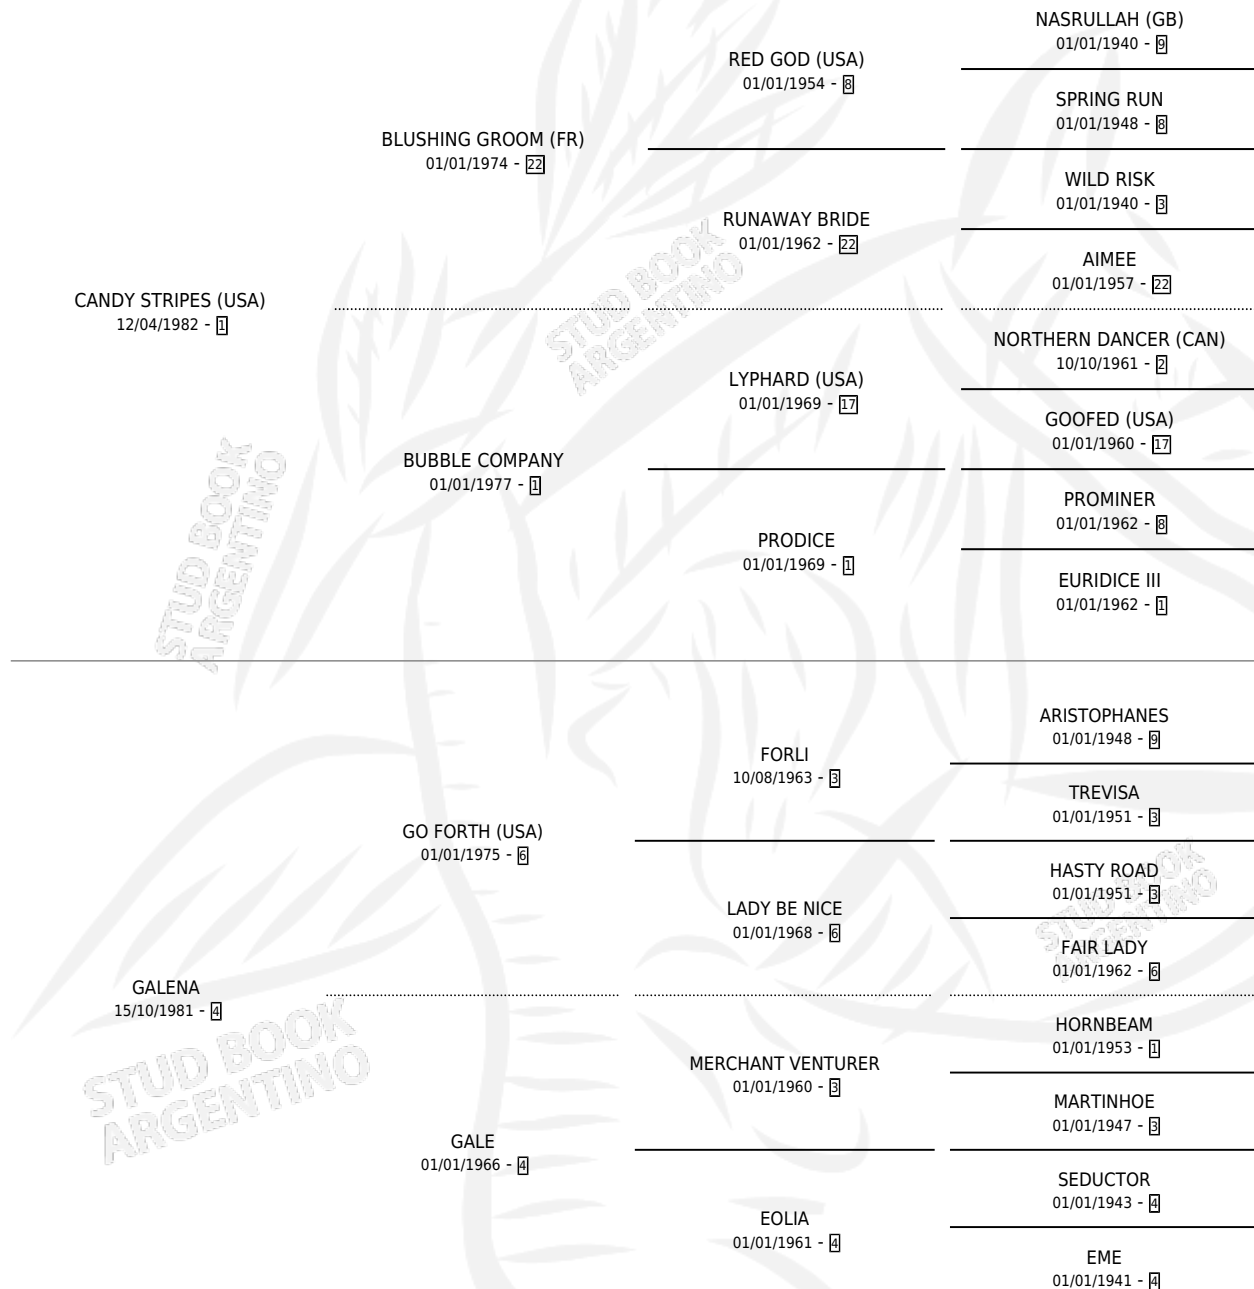 NASRULLAH (GB)
01/01/1940 - 9
RED GOD (USA)
01/01/1954 - 8
SPRING RUN
01/01/1948 - 8
BLUSHING GROOM (FR)
01/01/1974 - 22
WILD RISK
01/01/1940 - 3
RUNAWAY BRIDE
01/01/1962 - 22
AIMEE
01/01/1957 - 22
CANDY STRIPES (USA)
12/04/1982 - 1
NORTHERN DANCER (CAN)
10/10/1961 - 2
LYPHARD (USA)
01/01/1969 - 17
GOOFED (USA)
01/01/1960 - 17
BUBBLE COMPANY
01/01/1977 - 1
PROMINER
01/01/1962 - 8
PRODICE
01/01/1969 - 1
EURIDICE III
01/01/1962 - 1
ARISTOPHANES
01/01/1948 - 9
FORLI
10/08/1963 - 3
TREVISA
01/01/1951 - 3
GO FORTH (USA)
01/01/1975 - 6
HASTY ROAD
01/01/1951 - 3
LADY BE NICE
01/01/1968 - 6
FAIR LADY
01/01/1962 - 6
GALENA
15/10/1981 - 4
HORNBEAM
01/01/1953 - 1
MERCHANT VENTURER
01/01/1960 - 3
MARTINHOE
01/01/1947 - 3
GALE
01/01/1966 - 4
SEDUCTOR
01/01/1943 - 4
EOLIA
01/01/1961 - 4
EME
01/01/1941 - 4
STUD BOOK
ARGENTINO
STUD BOOK
ARGENTINO
STUD BOOK
ARGENTINO
STUD BOOK
ARGENTINO